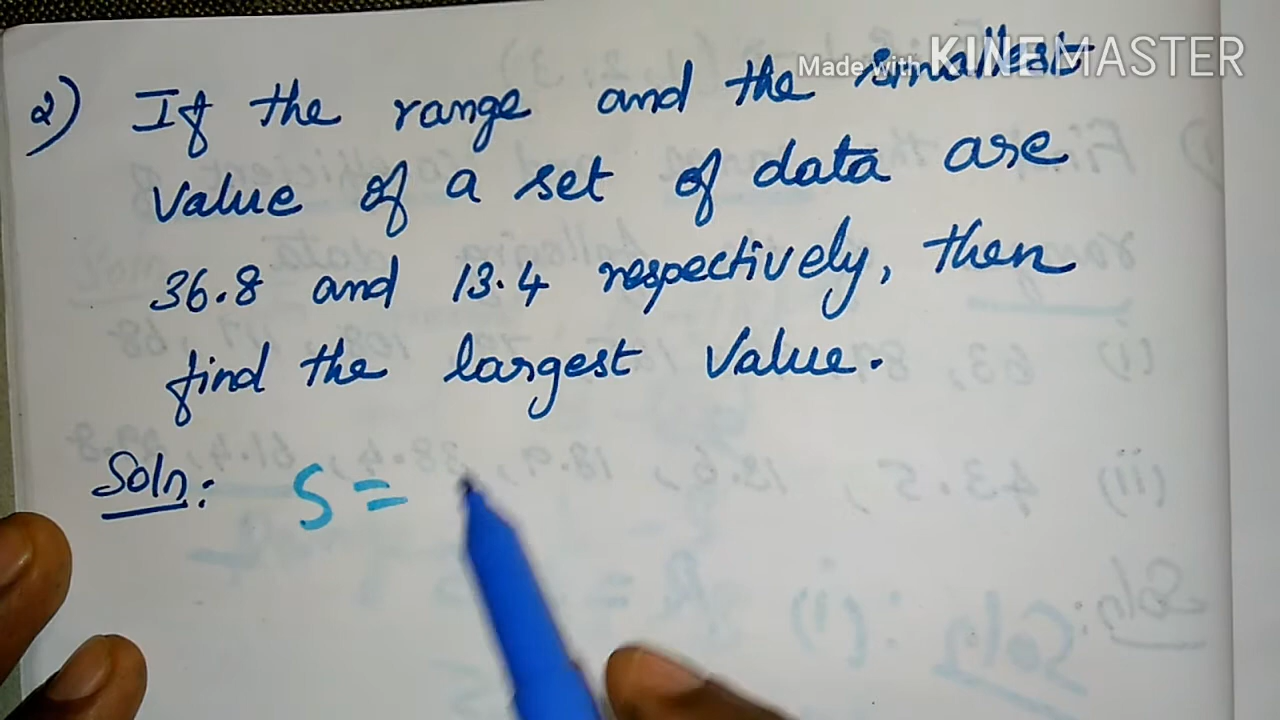 Made with KINEMASTER
2) If the range and the smallest
value of a set of data are
36.8 and 13.4 respectively, then
find the largest value.
Soln: S =